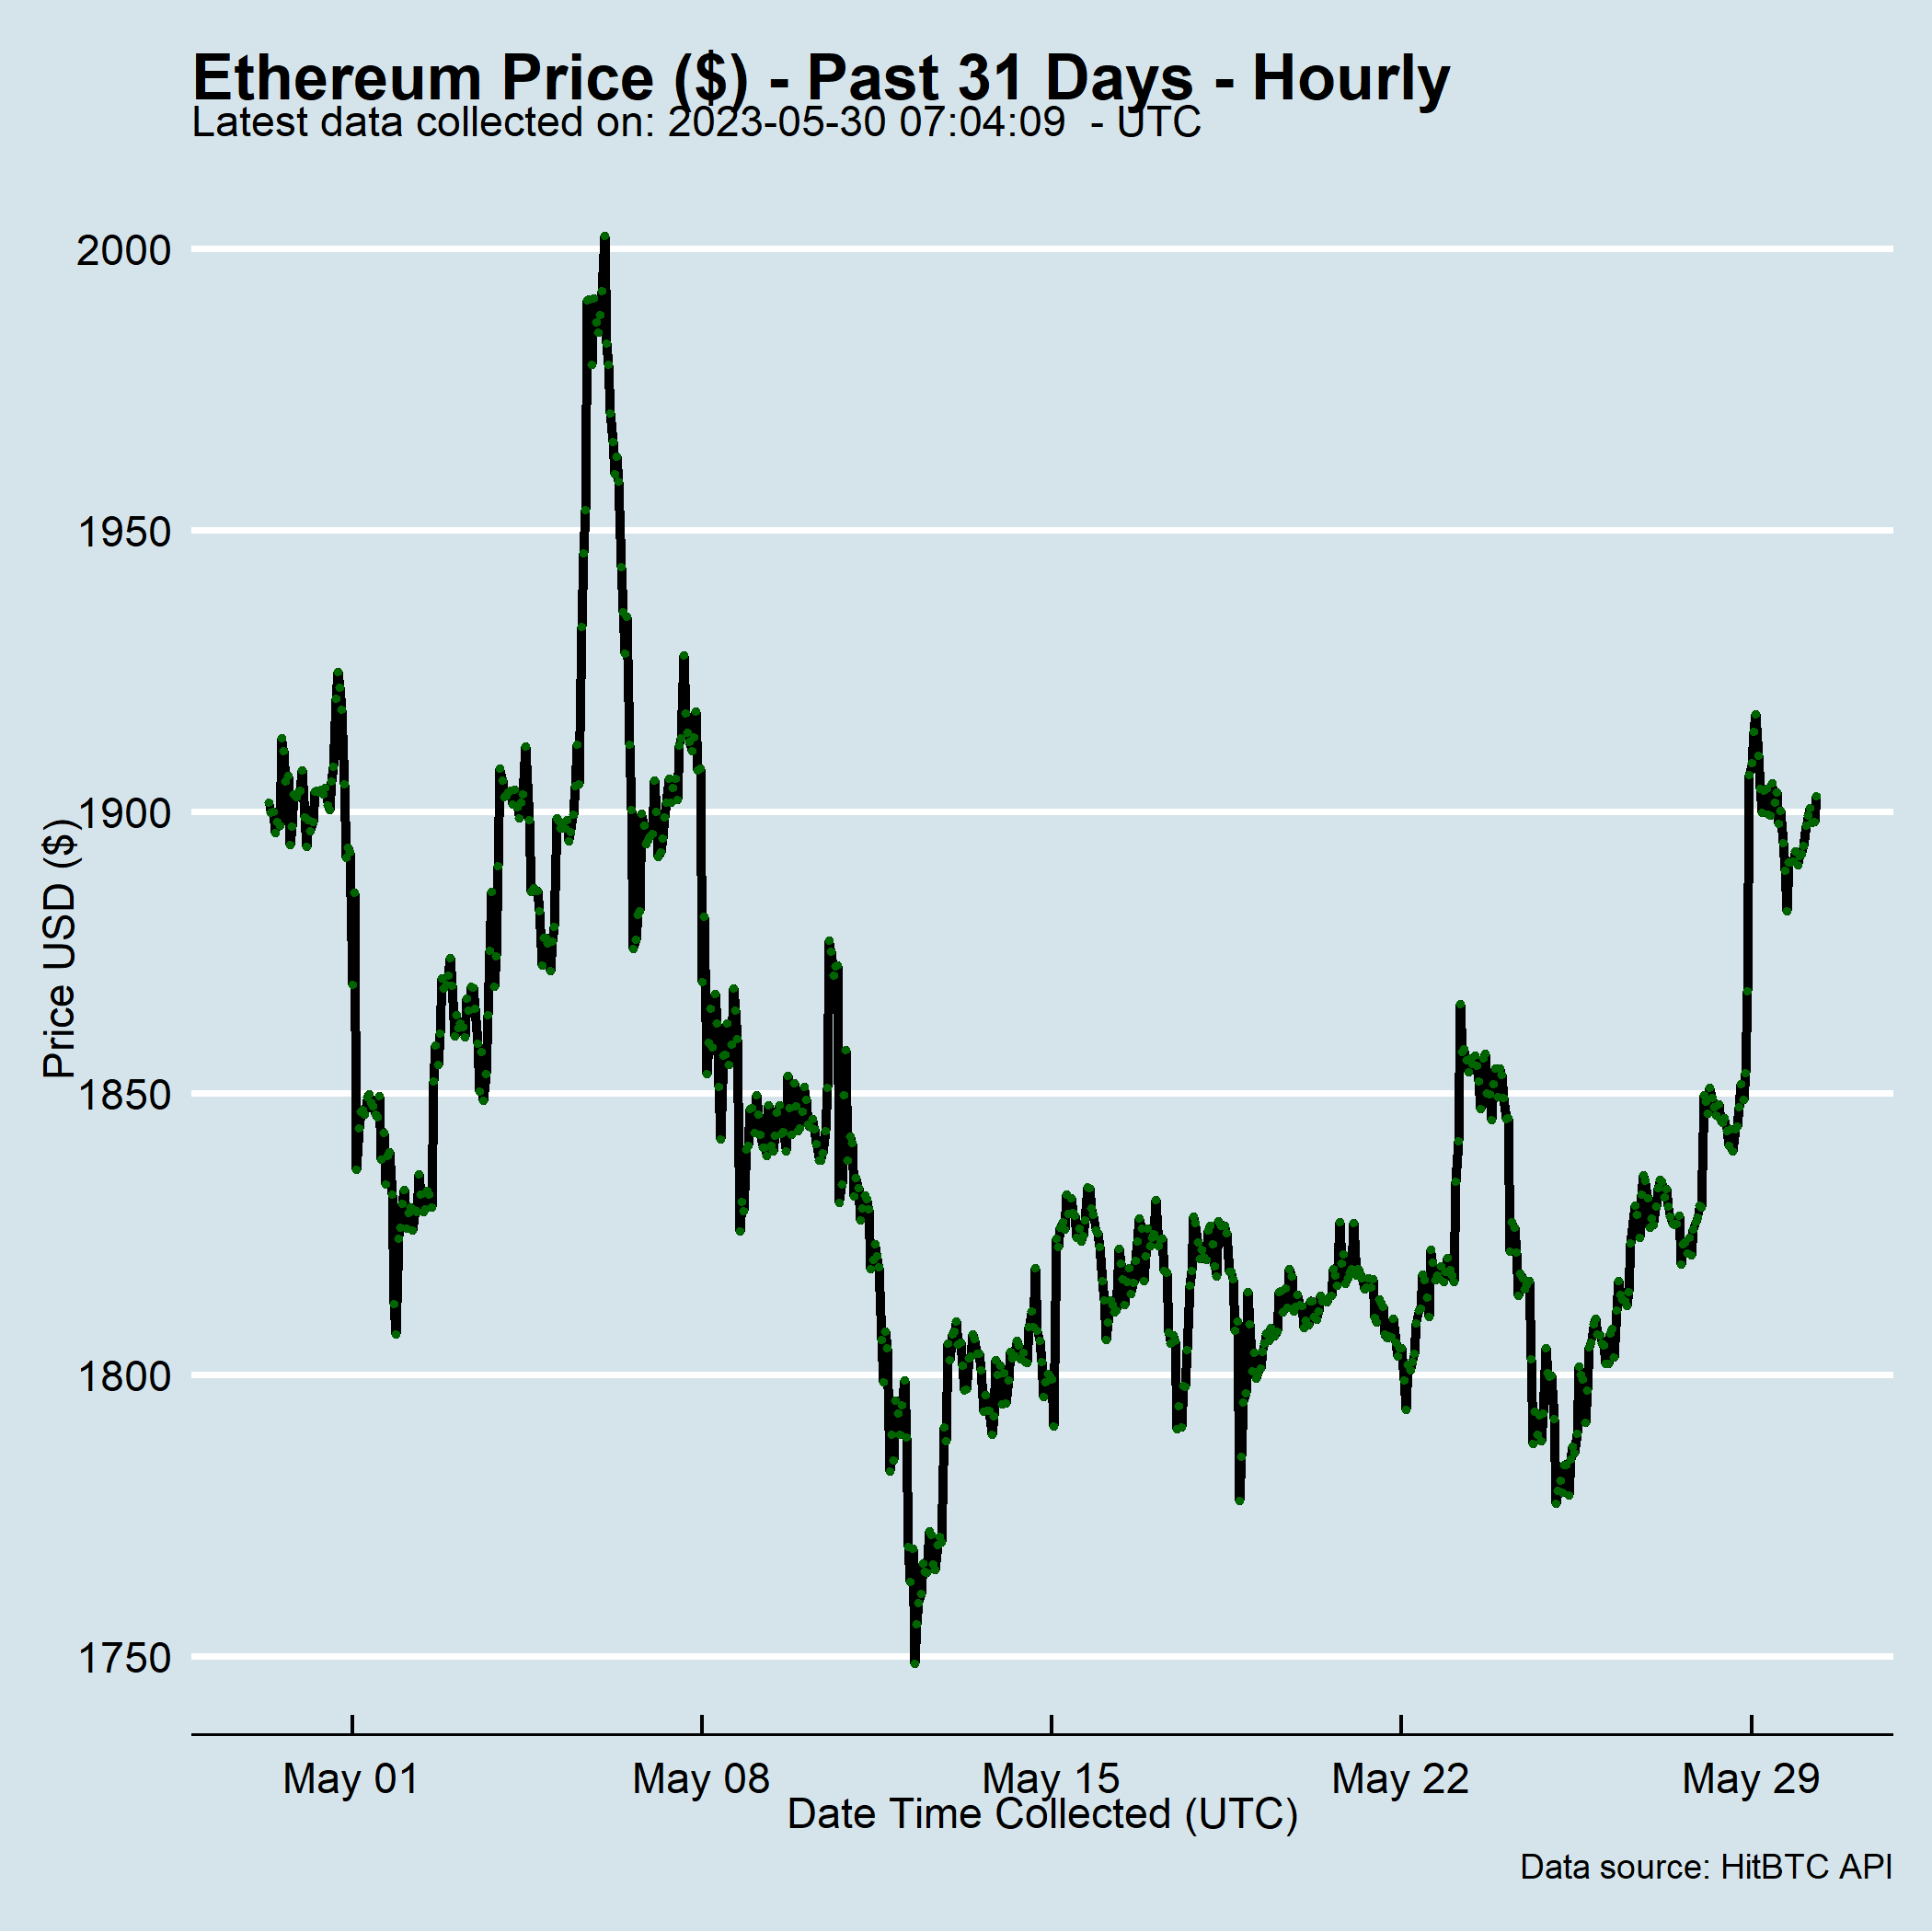 Ethereum Price ($) - Past 31 Days - Hourly
Latest data collected on: 2023-05-30 07:04:09  - UTC
Price USD ($)
2000
1950
1900
1850
1800
1750
May 01
May 08
May 15
May 22
May 29
Date Time Collected (UTC)
Data source: HitBTC API